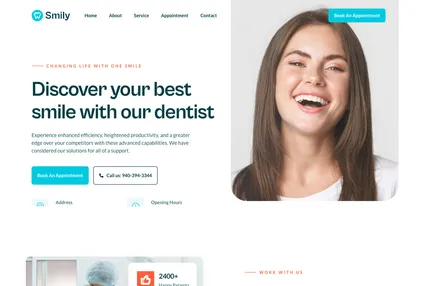 Smily
Home About Service Appointment Contact
Book An Appointment
CHANGING LIFE WITH ONE SMILE
Discover your best
smile with our dentist
Experience enhanced efficiency, heightened productivity, and a greater
edge over your competitors with these advanced capabilities. We have
considered our solutions for all of a support.
Book An Appointment
Call us: 940-294-3344
Address
Opening Hours
2400+
Happy Patients
WORK WITH US